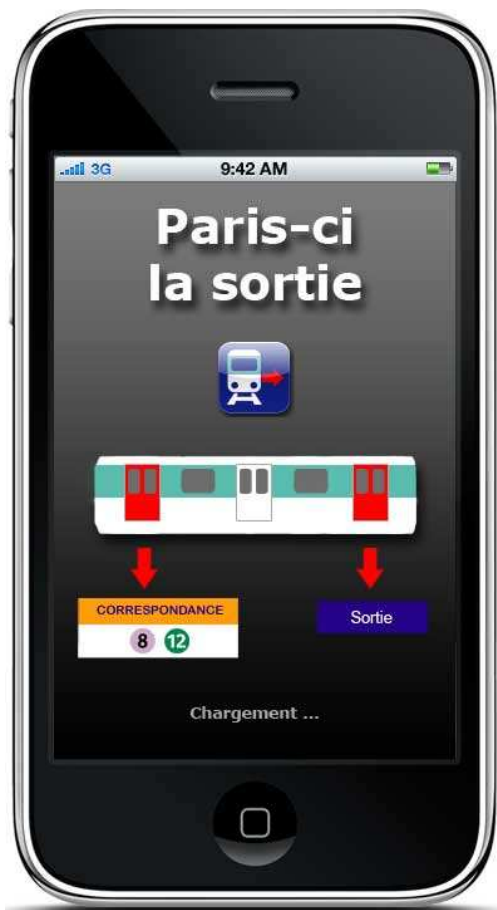 3G
9:42 AM
Paris-ci
la sortie
CORRESPONDANCE
8 12
Sortie
Chargement ...